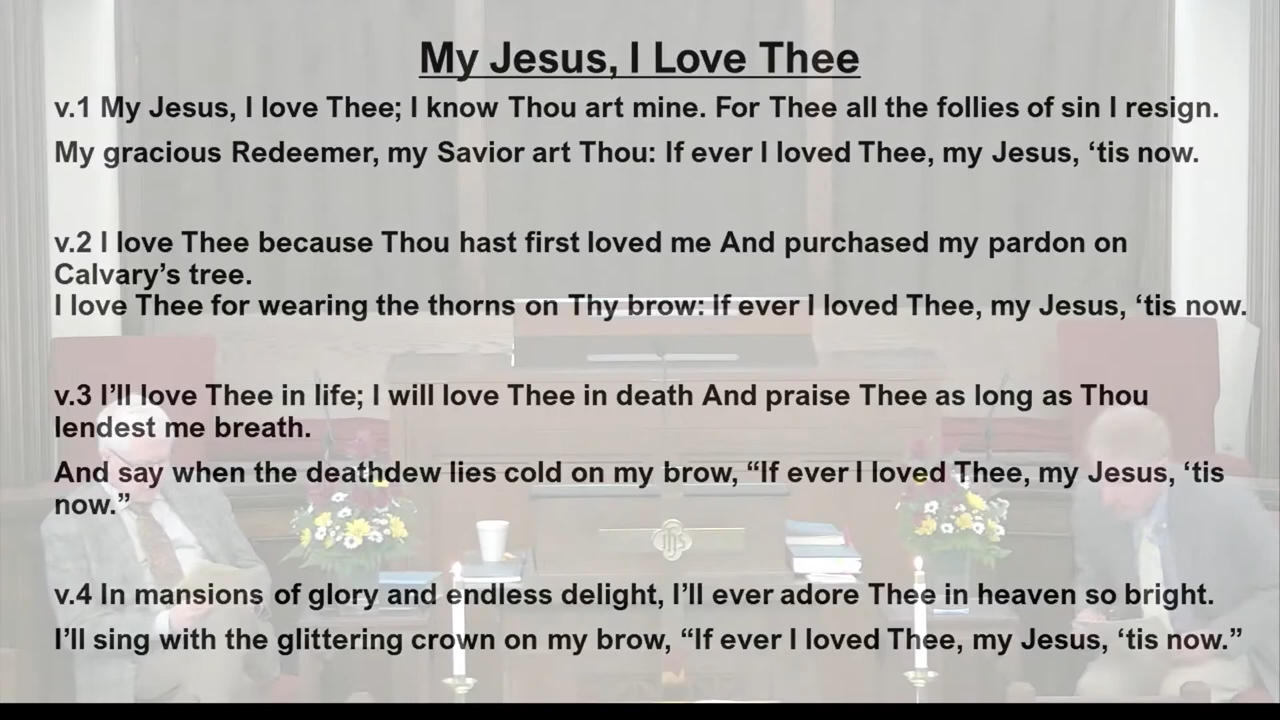 My Jesus, I Love Thee
v.1 My Jesus, I love Thee; I know Thou art mine. For Thee all the follies of sin I resign.
My gracious Redeemer, my Savior art Thou: If ever I loved Thee, my Jesus, ‘tis now.
v.2 I love Thee because Thou hast first loved me And purchased my pardon on
Calvary’s tree.
I love Thee for wearing the thorns on Thy brow: If ever I loved Thee, my Jesus, ‘tis now.
v.3 I’ll love Thee in life; I will love Thee in death And praise Thee as long as Thou
lendest me breath.
And say when the deathdew lies cold on my brow, “If ever I loved Thee, my Jesus, ‘tis
now.”
v.4 In mansions of glory and endless delight, I’ll ever adore Thee in heaven so bright.
I’ll sing with the glittering crown on my brow, “If ever I loved Thee, my Jesus, ‘tis now.”
IHS